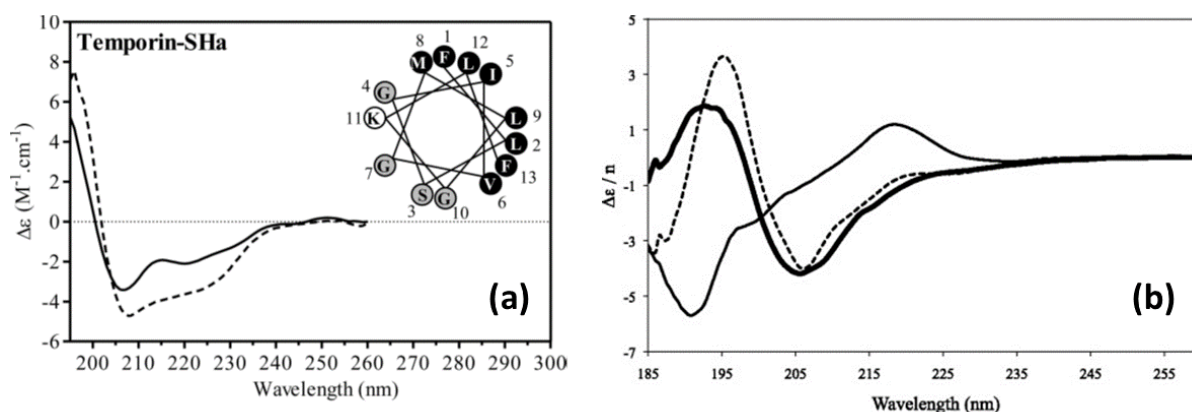 Temporin-SHa
Δε (M⁻¹.cm⁻¹)
10
8
6
4
2
0
-2
-4
-6
200 210 220 230 240 250 260 270 280 290 300
Wavelength (nm)
8 1 12
M F L 5
I
4
G
11 K
L 9
L 2
G
7
F 13
V 6
S G
3 10
(a)
Δε / n
5
3
1
-1
-3
-5
-7
185 195 205 215 225 235 245 255
Wavelength (nm)
(b)